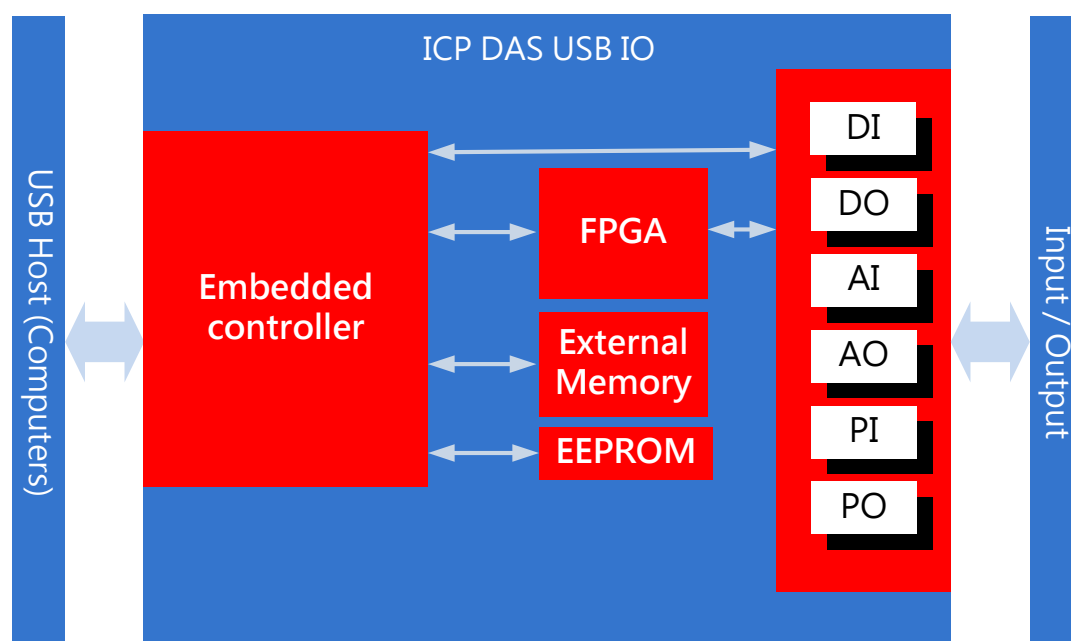 ICP DAS USB IO
USB Host (Computers)
Embedded
controller
FPGA
External
Memory
EEPROM
DI
DO
AI
AO
PI
PO
Input / Output